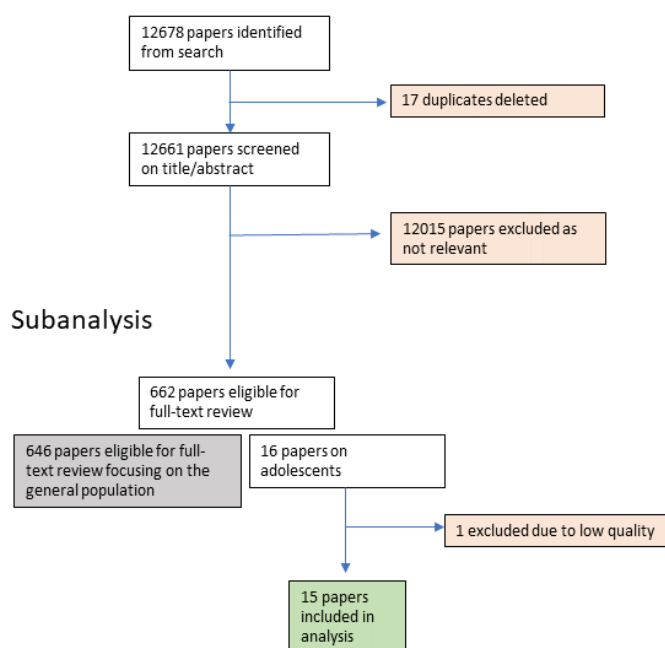 12678 papers identified
from search
17 duplicates deleted
12661 papers screened
on title/abstract
12015 papers excluded as
not relevant
Subanalysis
662 papers eligible for
full-text review
646 papers eligible for full-
text review focusing on the
general population
16 papers on
adolescents
1 excluded due to low quality
15 papers
included in
analysis